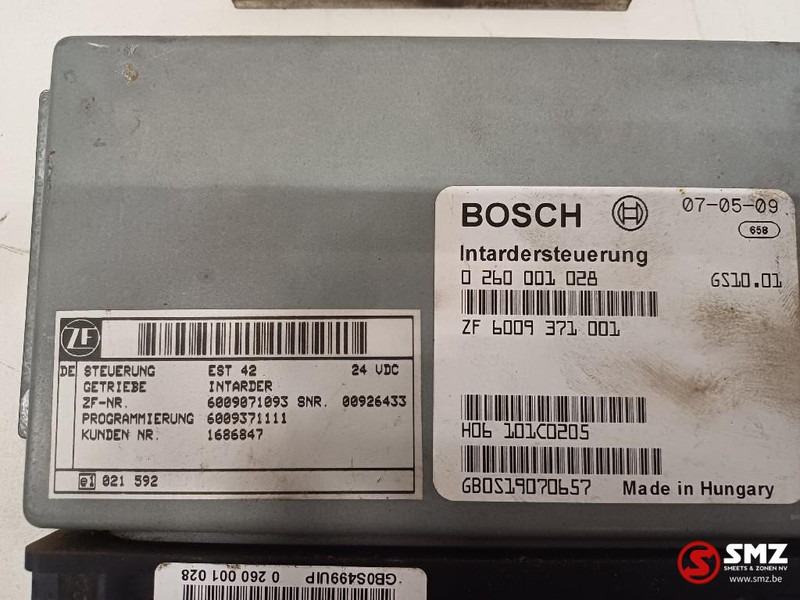 BOSCH 07-05-09
658
Intardersteuerung
0 260 001 028 GS10.01
ZF 6009 371 001
H06 101C0205
GB0S19070657 Made in Hungary
ZF
DE STEUERUNG EST 42 24 VDC
GETRIEBE INTARDER
ZF-NR. 6009071093 SNR. 00926433
PROGRAMMIERUNG 6009371111
KUNDEN NR. 1686847
e1 021 592
GB0S499UIP 0 260 001 028
SMZ
SMEETS & ZONEN NV
www.smz.be